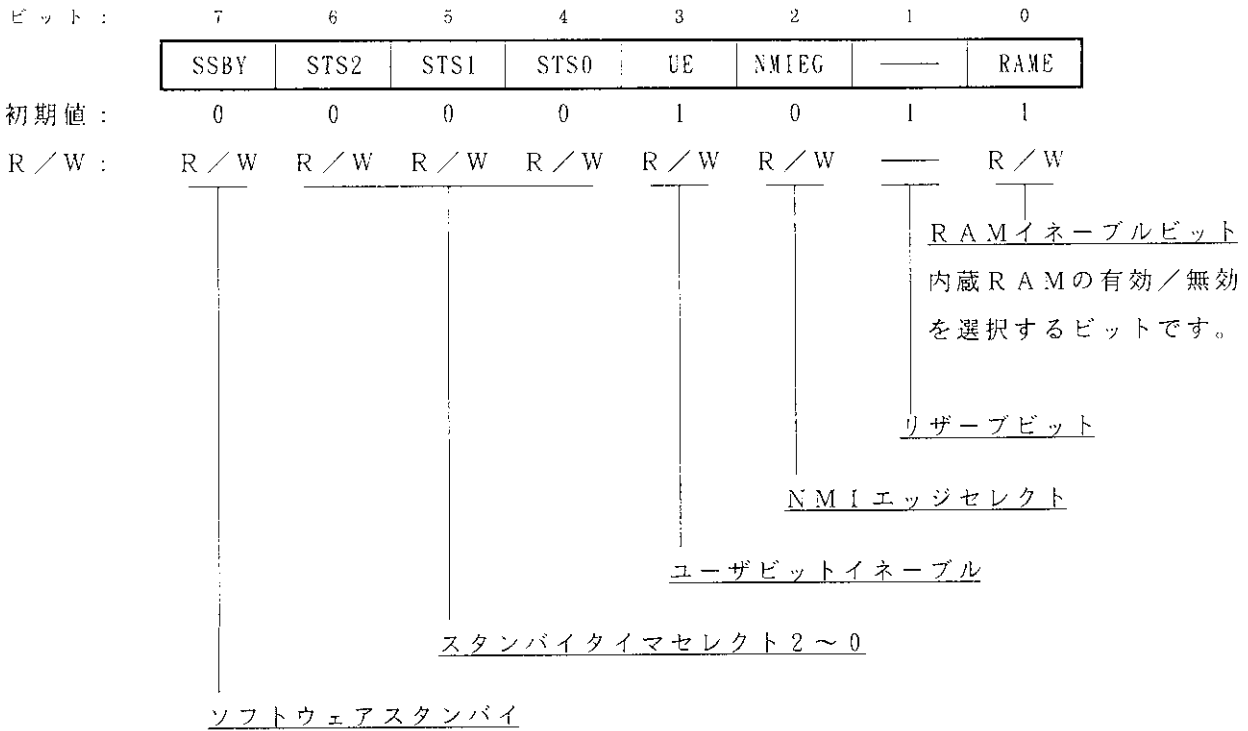 ビット： 7 6 5 4 3 2 1 0
SSBY STS2 STS1 STS0 UE NMIEG ── RAME
初期値： 0 0 0 0 1 0 1 1
R／W： R／W R／W R／W R／W R／W R／W ── R／W
RAMイネーブルビット
内蔵RAMの有効／無効
を選択するビットです。
リザーブビット
NMIエッジセレクト
ユーザビットイネーブル
スタンバイタイマセレクト2～0
ソフトウェアスタンバイ